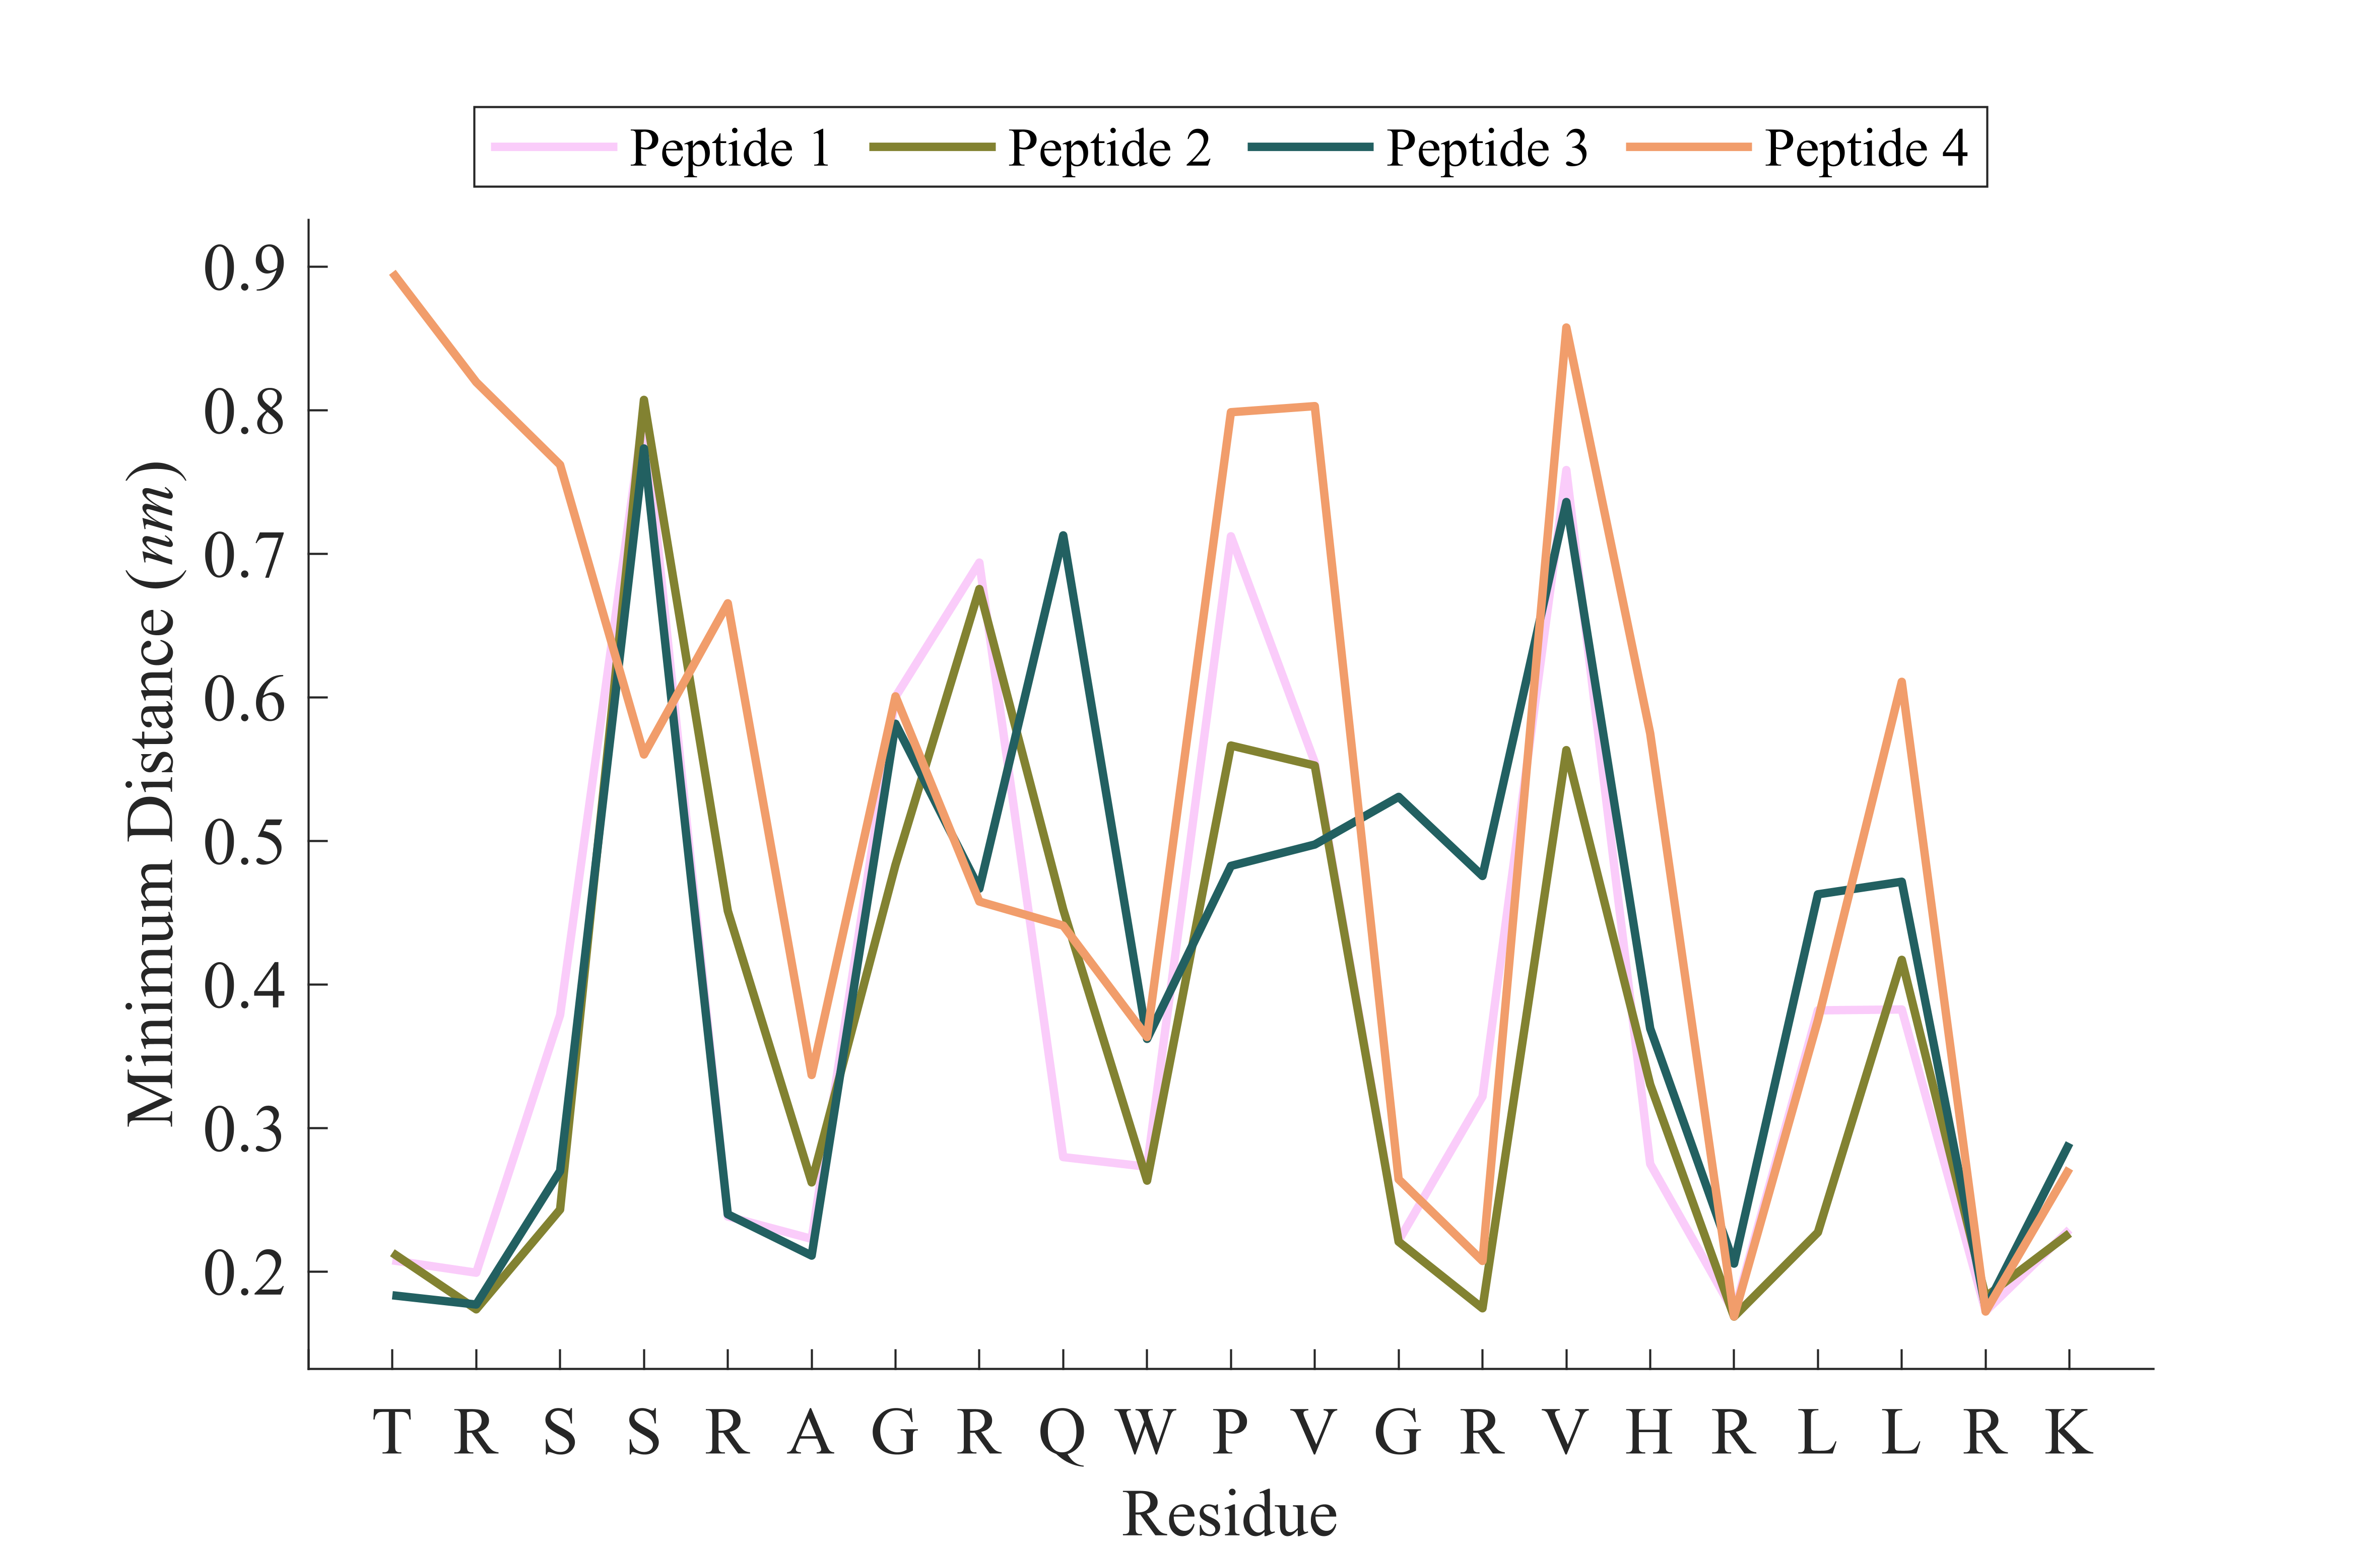 Peptide 1 Peptide 2 Peptide 3 Peptide 4
Minimum Distance (nm)
0.9
0.8
0.7
0.6
0.5
0.4
0.3
0.2
T R S S R A G R Q W P V G R V H R L L R K
Residue